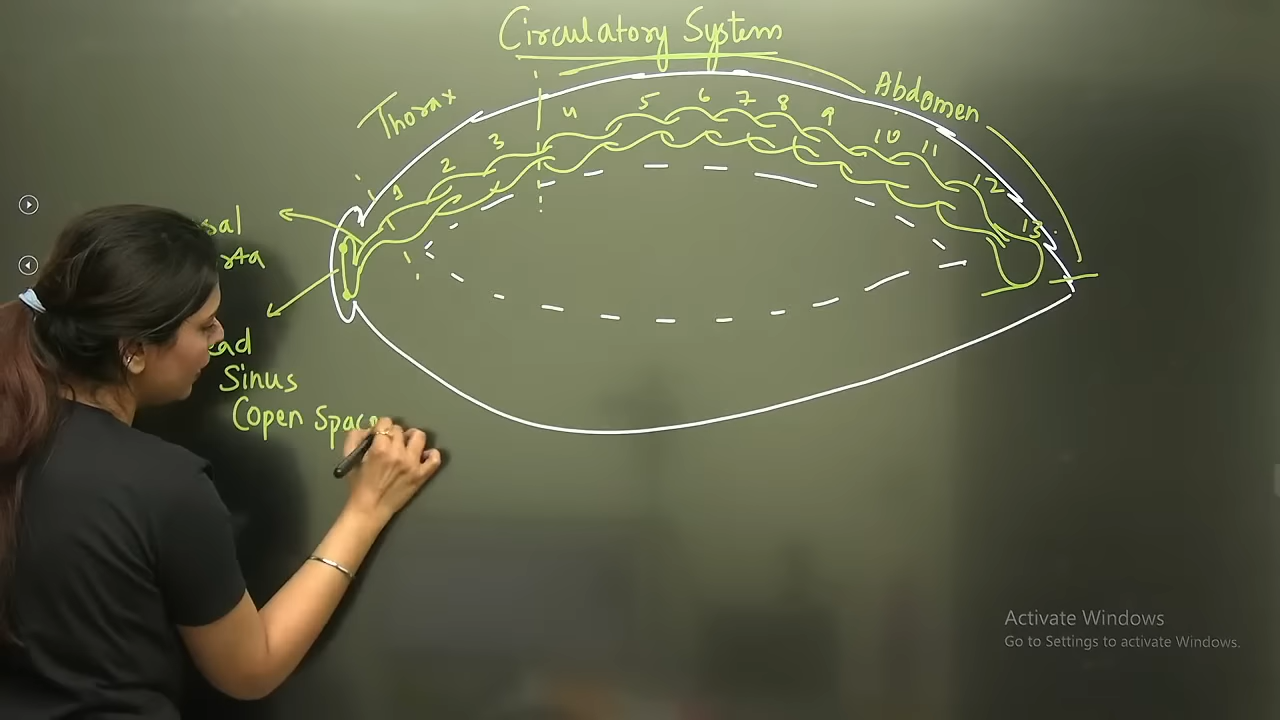 Circulatory System
Thorax
Abdomen
1 2 3 4 5 6 7 8 9 10 11 12 13
Sinus
(open Space
Activate Windows
Go to Settings to activate Windows.